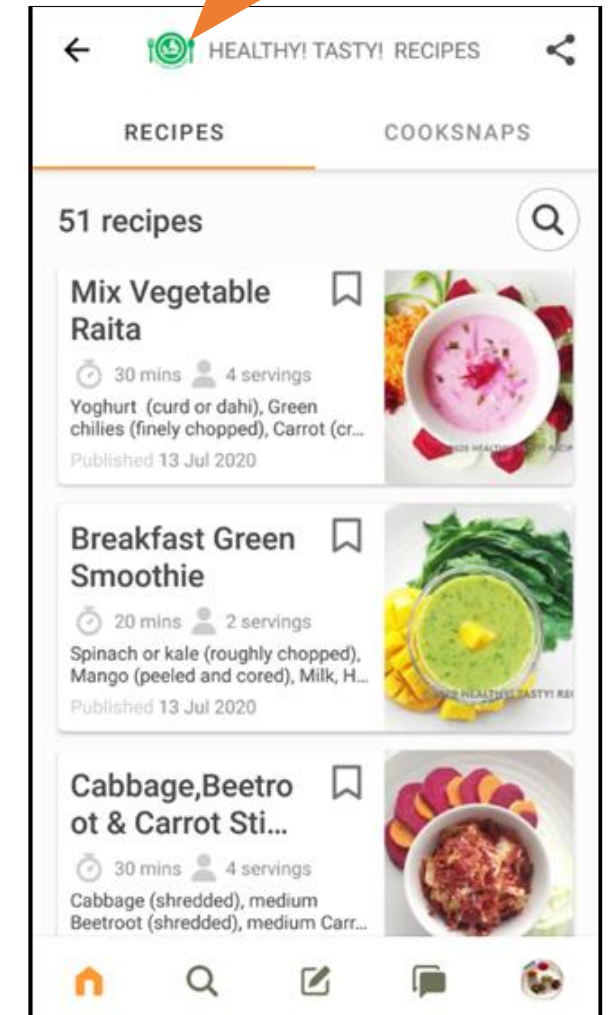 HEALTHY! TASTY! RECIPES
RECIPES
COOKSNAPS
51 recipes
Mix Vegetable
Raita
30 mins 4 servings
Yoghurt (curd or dahi), Green
chilies (finely chopped), Carrot (cr...
Published 13 Jul 2020
Breakfast Green
Smoothie
20 mins 2 servings
Spinach or kale (roughly chopped),
Mango (peeled and cored), Milk, H...
Published 13 Jul 2020
Cabbage,Beetro
ot & Carrot Sti...
30 mins 4 servings
Cabbage (shredded), medium
Beetroot (shredded), medium Carr...